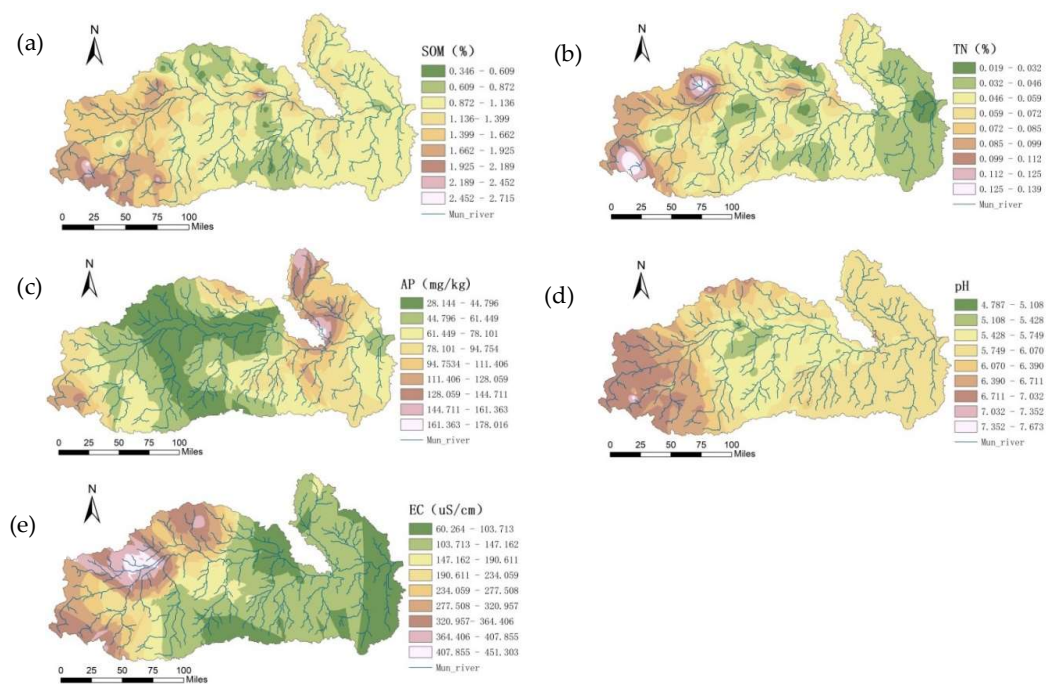 (a)
N
SOM (%)
0.346 - 0.609
0.609 - 0.872
0.872 - 1.136
1.136- 1.399
1.399 - 1.662
1.662 - 1.925
1.925 - 2.189
2.189 - 2.452
2.452 - 2.715
Mun_river
0 25 50 75 100
Miles
(b)
N
TN (%)
0.019 - 0.032
0.032 - 0.046
0.046 - 0.059
0.059 - 0.072
0.072 - 0.085
0.085 - 0.099
0.099 - 0.112
0.112 - 0.125
0.125 - 0.139
Mun_river
0 25 50 75 100
Miles
(c)
N
AP (mg/kg)
28.144 - 44.796
44.796 - 61.449
61.449 - 78.101
78.101 - 94.754
94.7534 - 111.406
111.406 - 128.059
128.059 - 144.711
144.711 - 161.363
161.363 - 178.016
Mun_river
0 25 50 75 100
Miles
(d)
N
pH
4.787 - 5.108
5.108 - 5.428
5.428 - 5.749
5.749 - 6.070
6.070 - 6.390
6.390 - 6.711
6.711 - 7.032
7.032 - 7.352
7.352 - 7.673
Mun_river
0 25 50 75 100
Miles
(e)
N
EC (uS/cm)
60.264 - 103.713
103.713 - 147.162
147.162 - 190.611
190.611 - 234.059
234.059 - 277.508
277.508 - 320.957
320.957- 364.406
364.406 - 407.855
407.855 - 451.303
Mun_river
0 25 50 75 100
Miles